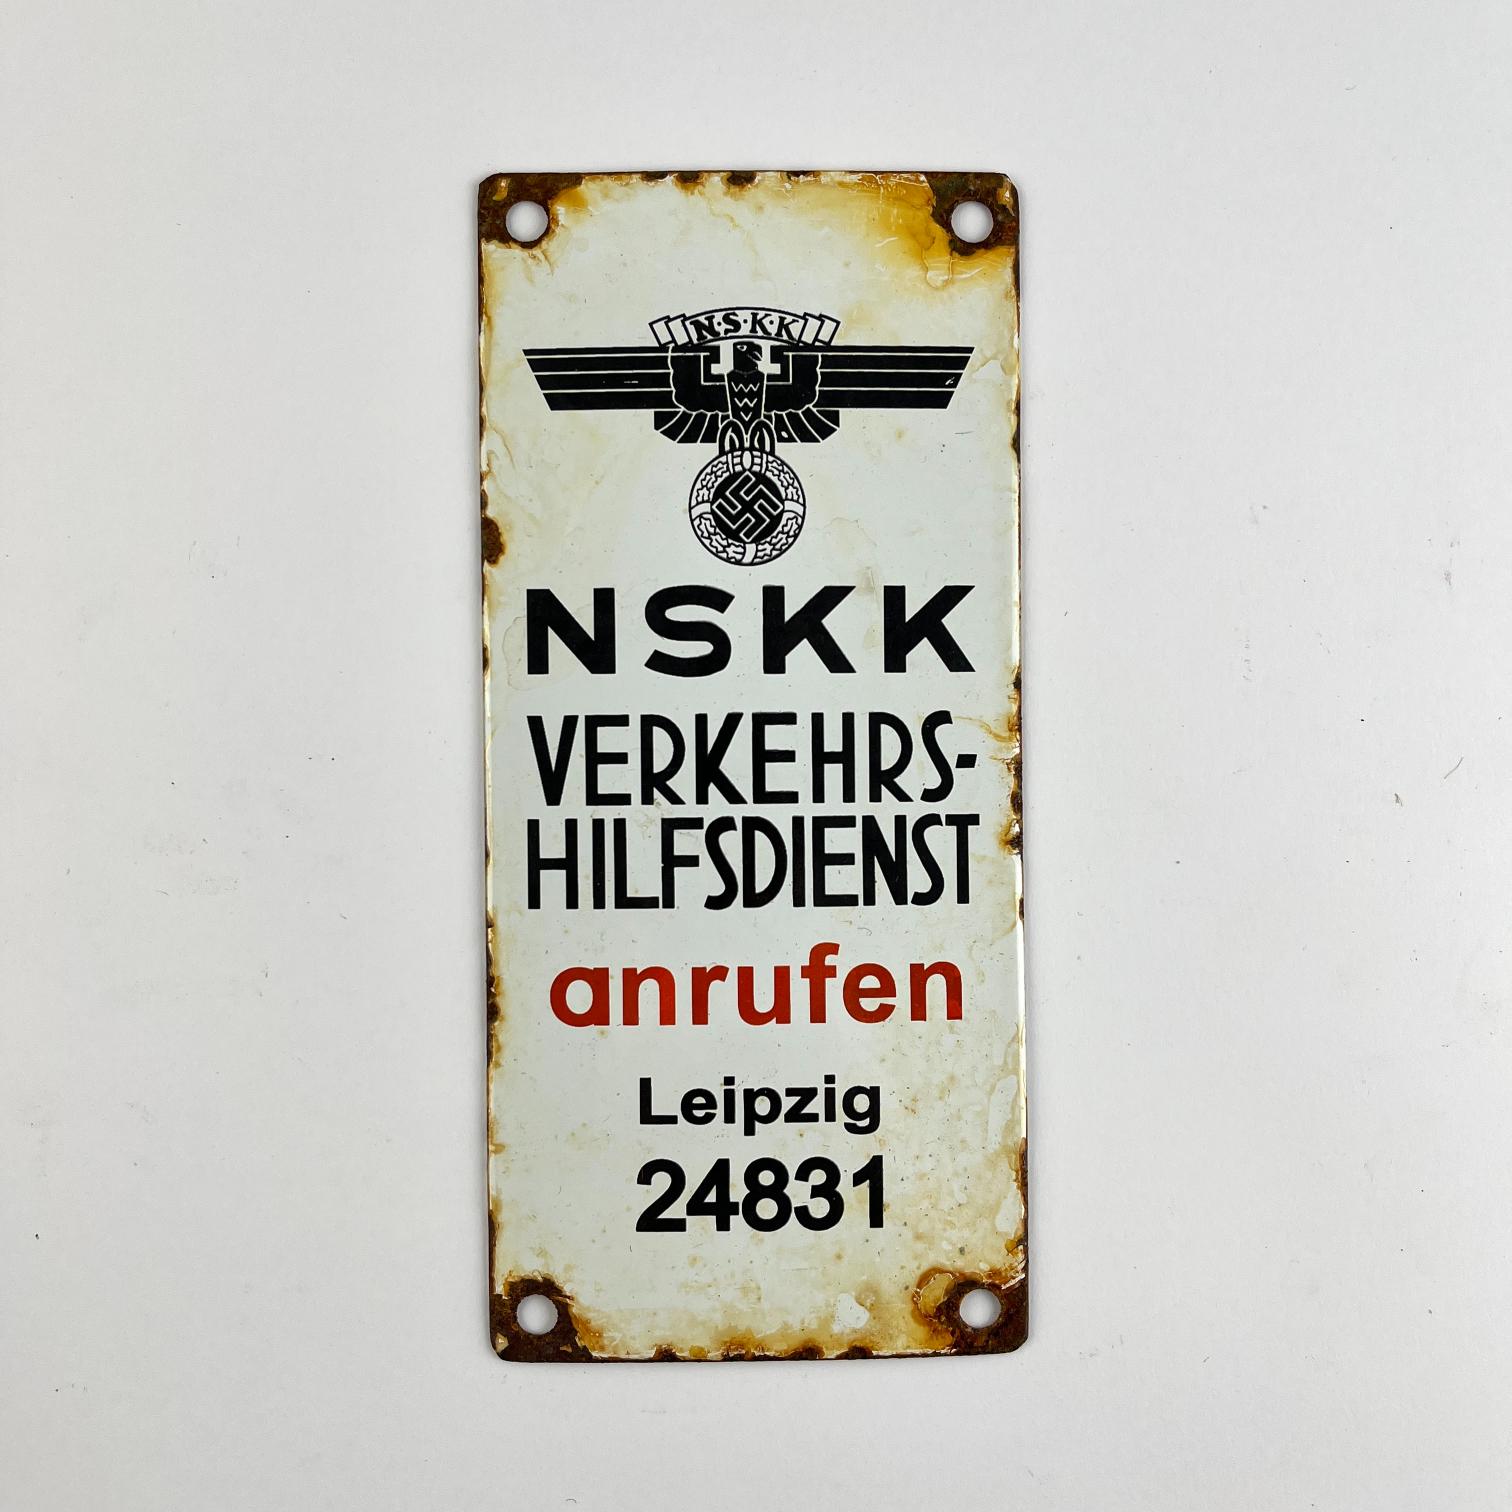 N·S·K·K
NSKK
VERKEHRS-
HILFSDIENST
anrufen
Leipzig
24831